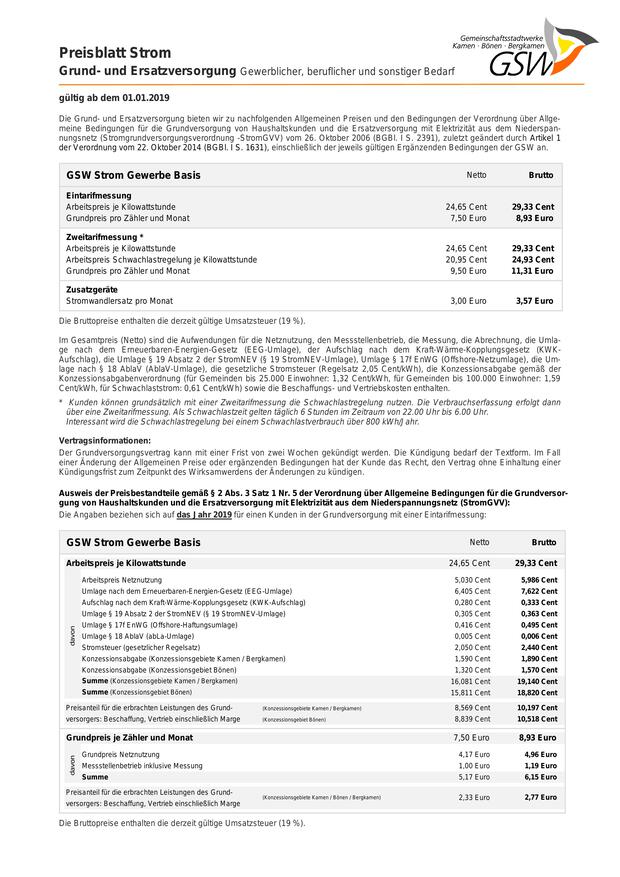 Gemeinschaftsstadtwerke
Kamen · Bönen · Bergkamen
GSW
Preisblatt Strom
Grund- und Ersatzversorgung Gewerblicher, beruflicher und sonstiger Bedarf
gültig ab dem 01.01.2019
Die Grund- und Ersatzversorgung bieten wir zu nachfolgenden Allgemeinen Preisen und den Bedingungen der Verordnung über Allge-
meine Bedingungen für die Grundversorgung von Haushaltskunden und die Ersatzversorgung mit Elektrizität aus dem Niederspan-
nungsnetz (Stromgrundversorgungsverordnung -StromGVV) vom 26. Oktober 2006 (BGBl. I S. 2391), zuletzt geändert durch Artikel 1
der Verordnung vom 22. Oktober 2014 (BGBl. I S. 1631), einschließlich der jeweils gültigen Ergänzenden Bedingungen der GSW an.
GSW Strom Gewerbe Basis Netto Brutto
Eintarifmessung
Arbeitspreis je Kilowattstunde 24,65 Cent 29,33 Cent
Grundpreis pro Zähler und Monat 7,50 Euro 8,93 Euro
Zweitarifmessung *
Arbeitspreis je Kilowattstunde 24,65 Cent 29,33 Cent
Arbeitspreis Schwachlastregelung je Kilowattstunde 20,95 Cent 24,93 Cent
Grundpreis pro Zähler und Monat 9,50 Euro 11,31 Euro
Zusatzgeräte
Stromwandlersatz pro Monat 3,00 Euro 3,57 Euro
Die Bruttopreise enthalten die derzeit gültige Umsatzsteuer (19 %).
Im Gesamtpreis (Netto) sind die Aufwendungen für die Netznutzung, den Messstellenbetrieb, die Messung, die Abrechnung, die Umla-
ge nach dem Erneuerbaren-Energien-Gesetz (EEG-Umlage), der Aufschlag nach dem Kraft-Wärme-Kopplungsgesetz (KWK-
Aufschlag), die Umlage § 19 Absatz 2 der StromNEV (§ 19 StromNEV-Umlage), Umlage § 17f EnWG (Offshore-Netzumlage), die Um-
lage nach § 18 AblaV (AblaV-Umlage), die gesetzliche Stromsteuer (Regelsatz 2,05 Cent/kWh), die Konzessionsabgabe gemäß der
Konzessionsabgabenverordnung (für Gemeinden bis 25.000 Einwohner: 1,32 Cent/kWh, für Gemeinden bis 100.000 Einwohner: 1,59
Cent/kWh, für Schwachlaststrom: 0,61 Cent/kWh) sowie die Beschaffungs- und Vertriebskosten enthalten.
* Kunden können grundsätzlich mit einer Zweitarifmessung die Schwachlastregelung nutzen. Die Verbrauchserfassung erfolgt dann
über eine Zweitarifmessung. Als Schwachlastzeit gelten täglich 6 Stunden im Zeitraum von 22.00 Uhr bis 6.00 Uhr.
Interessant wird die Schwachlastregelung bei einem Schwachlastverbrauch über 800 kWh/Jahr.
Vertragsinformationen:
Der Grundversorgungsvertrag kann mit einer Frist von zwei Wochen gekündigt werden. Die Kündigung bedarf der Textform. Im Fall
einer Änderung der Allgemeinen Preise oder ergänzenden Bedingungen hat der Kunde das Recht, den Vertrag ohne Einhaltung einer
Kündigungsfrist zum Zeitpunkt des Wirksamwerdens der Änderungen zu kündigen.
Ausweis der Preisbestandteile gemäß § 2 Abs. 3 Satz 1 Nr. 5 der Verordnung über Allgemeine Bedingungen für die Grundversor-
gung von Haushaltskunden und die Ersatzversorgung mit Elektrizität aus dem Niederspannungsnetz (StromGVV):
Die Angaben beziehen sich auf das Jahr 2019 für einen Kunden in der Grundversorgung mit einer Eintarifmessung:
GSW Strom Gewerbe Basis Netto Brutto
Arbeitspreis je Kilowattstunde 24,65 Cent 29,33 Cent
davon
Arbeitspreis Netznutzung 5,030 Cent 5,986 Cent
Umlage nach dem Erneuerbaren-Energien-Gesetz (EEG-Umlage) 6,405 Cent 7,622 Cent
Aufschlag nach dem Kraft-Wärme-Kopplungsgesetz (KWK-Aufschlag) 0,280 Cent 0,333 Cent
Umlage § 19 Absatz 2 der StromNEV (§ 19 StromNEV-Umlage) 0,305 Cent 0,363 Cent
Umlage § 17f EnWG (Offshore-Haftungsumlage) 0,416 Cent 0,495 Cent
Umlage § 18 AblaV (abLa-Umlage) 0,005 Cent 0,006 Cent
Stromsteuer (gesetzlicher Regelsatz) 2,050 Cent 2,440 Cent
Konzessionsabgabe (Konzessionsgebiete Kamen / Bergkamen) 1,590 Cent 1,890 Cent
Konzessionsabgabe (Konzessionsgebiet Bönen) 1,320 Cent 1,570 Cent
Summe (Konzessionsgebiete Kamen / Bergkamen) 16,081 Cent 19,140 Cent
Summe (Konzessionsgebiet Bönen) 15,811 Cent 18,820 Cent
Preisanteil für die erbrachten Leistungen des Grund- (Konzessionsgebiete Kamen / Bergkamen) 8,569 Cent 10,197 Cent
versorgers: Beschaffung, Vertrieb einschließlich Marge (Konzessionsgebiet Bönen) 8,839 Cent 10,518 Cent
Grundpreis je Zähler und Monat 7,50 Euro 8,93 Euro
davon
Grundpreis Netznutzung 4,17 Euro 4,96 Euro
Messstellenbetrieb inklusive Messung 1,00 Euro 1,19 Euro
Summe 5,17 Euro 6,15 Euro
Preisanteil für die erbrachten Leistungen des Grund-
versorgers: Beschaffung, Vertrieb einschließlich Marge (Konzessionsgebiete Kamen / Bönen / Bergkamen) 2,33 Euro 2,77 Euro
Die Bruttopreise enthalten die derzeit gültige Umsatzsteuer (19 %).